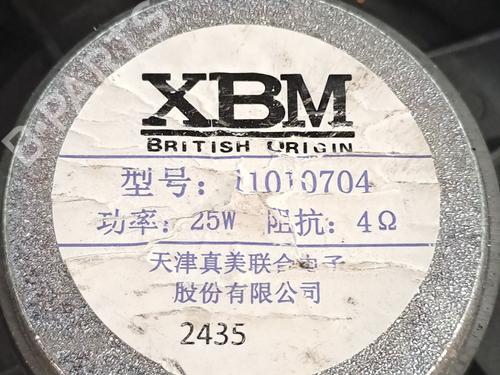 XBM
BRITISH ORIGIN
型号: 11010704
功率: 25W 阻抗: 4Ω
天津真美联合电子
股份有限公司
2435
B-PARTS